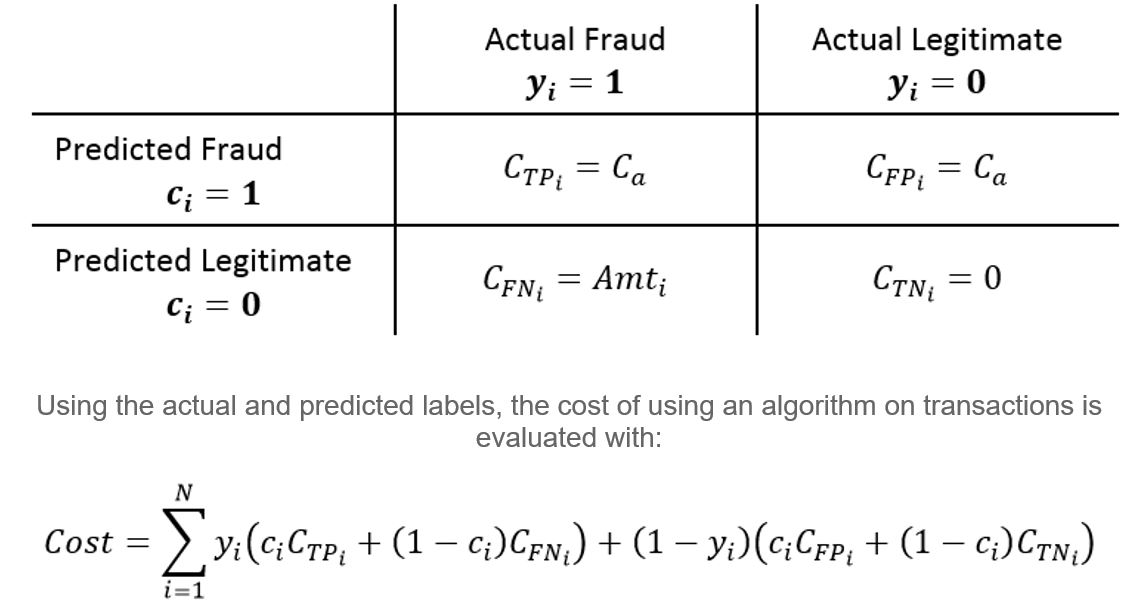 Actual Fraud Actual Legitimate
y_i = 1 y_i = 0
Predicted Fraud
c_i = 1
C_{TP_i} = C_a C_{FP_i} = C_a
Predicted Legitimate
c_i = 0
C_{FN_i} = Amt_i C_{TN_i} = 0
Using the actual and predicted labels, the cost of using an algorithm on transactions is
evaluated with:
Cost = \sum_{i=1}^{N} y_i(c_i C_{TP_i} + (1 − c_i)C_{FN_i}) + (1 − y_i)(c_i C_{FP_i} + (1 − c_i)C_{TN_i})